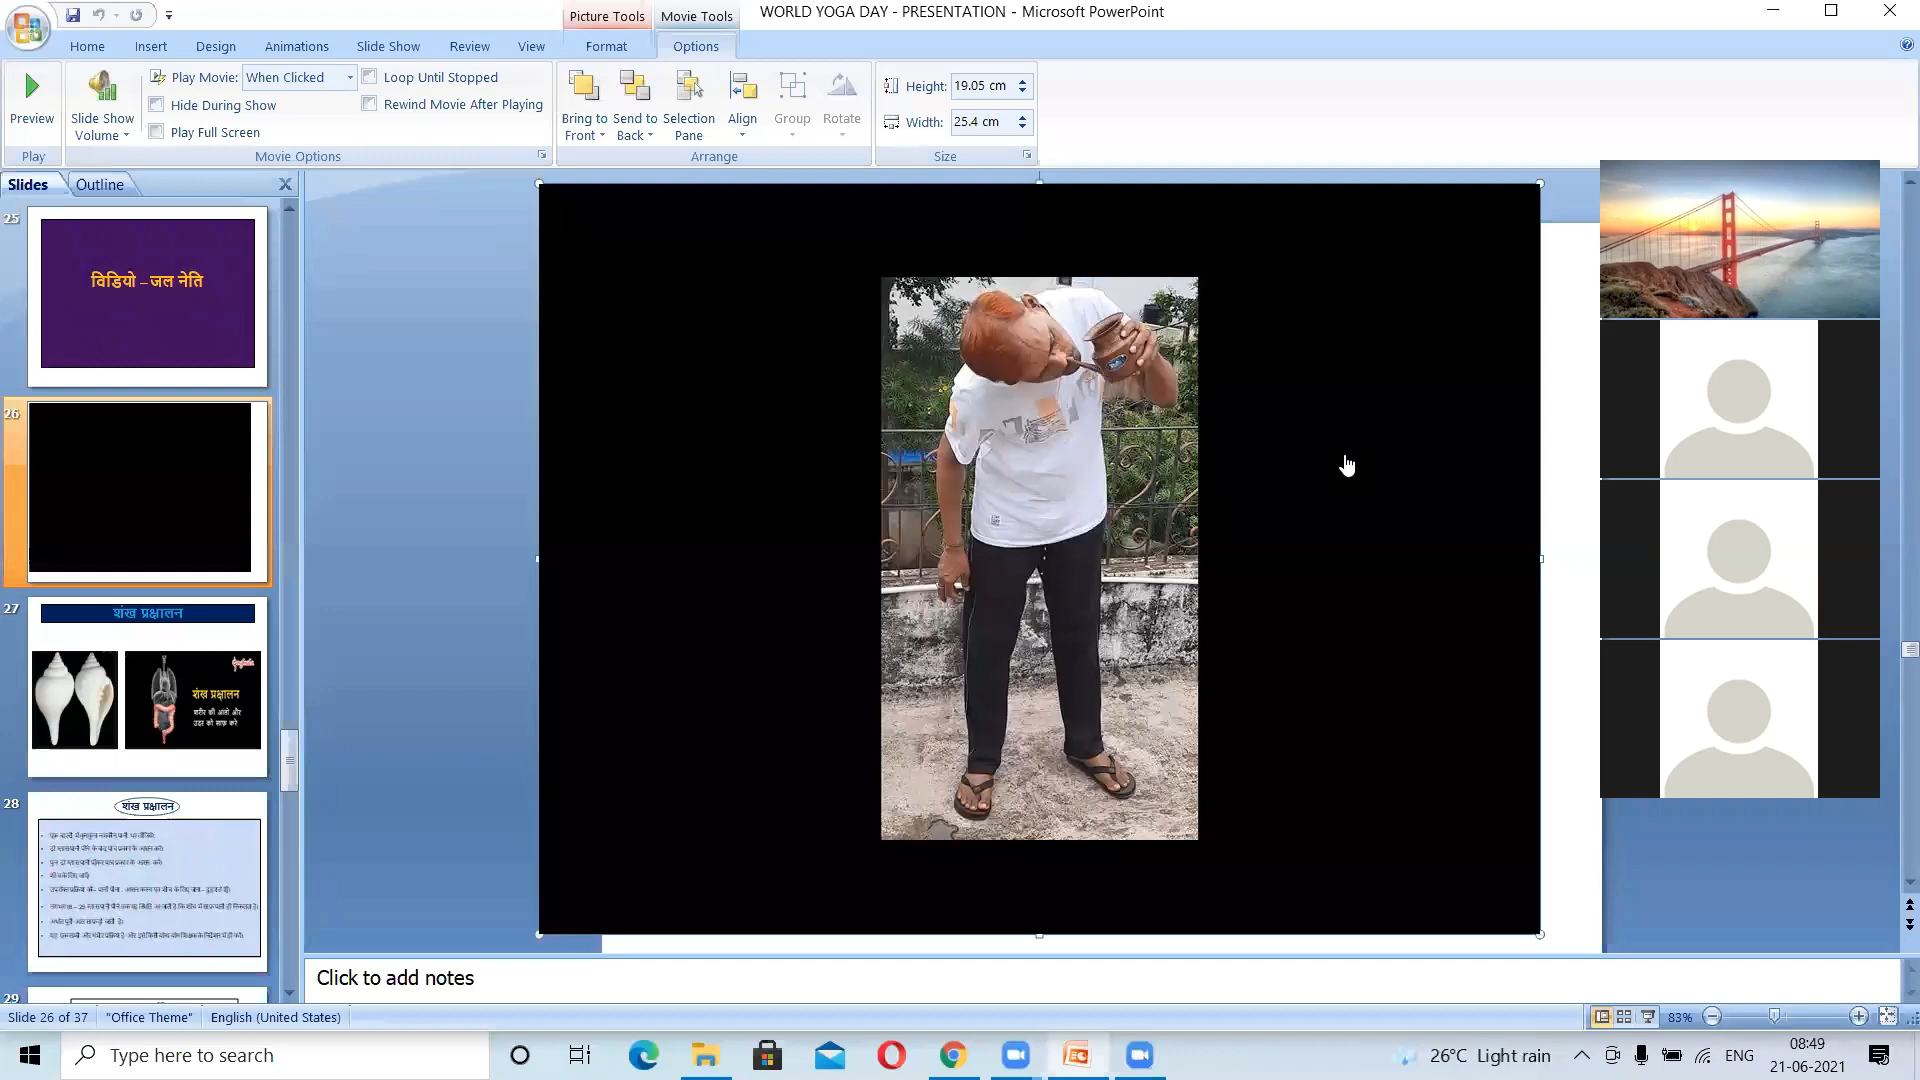 WORLD YOGA DAY - PRESENTATION - Microsoft PowerPoint
Picture Tools
Movie Tools
Home
Insert
Design
Animations
Slide Show
Review
View
Format
Options
Preview
Play
Slide Show
Volume
Play Movie:
When Clicked
Hide During Show
Play Full Screen
Loop Until Stopped
Rewind Movie After Playing
Movie Options
Bring to
Front
Send to
Back
Selection
Pane
Align
Group
Rotate
Arrange
Height:
19.05 cm
Width:
25.4 cm
Size
Slides
Outline
25
विडियो – जल नेति
26
27
शंख प्रक्षालन
शंख प्रक्षालन
शरीर की आंतो और
उदर को साफ़ करे
28
शंख प्रक्षालन
29
Click to add notes
Slide 26 of 37
"Office Theme"
English (United States)
83%
Type here to search
26°C Light rain
ENG
08:49
21-06-2021